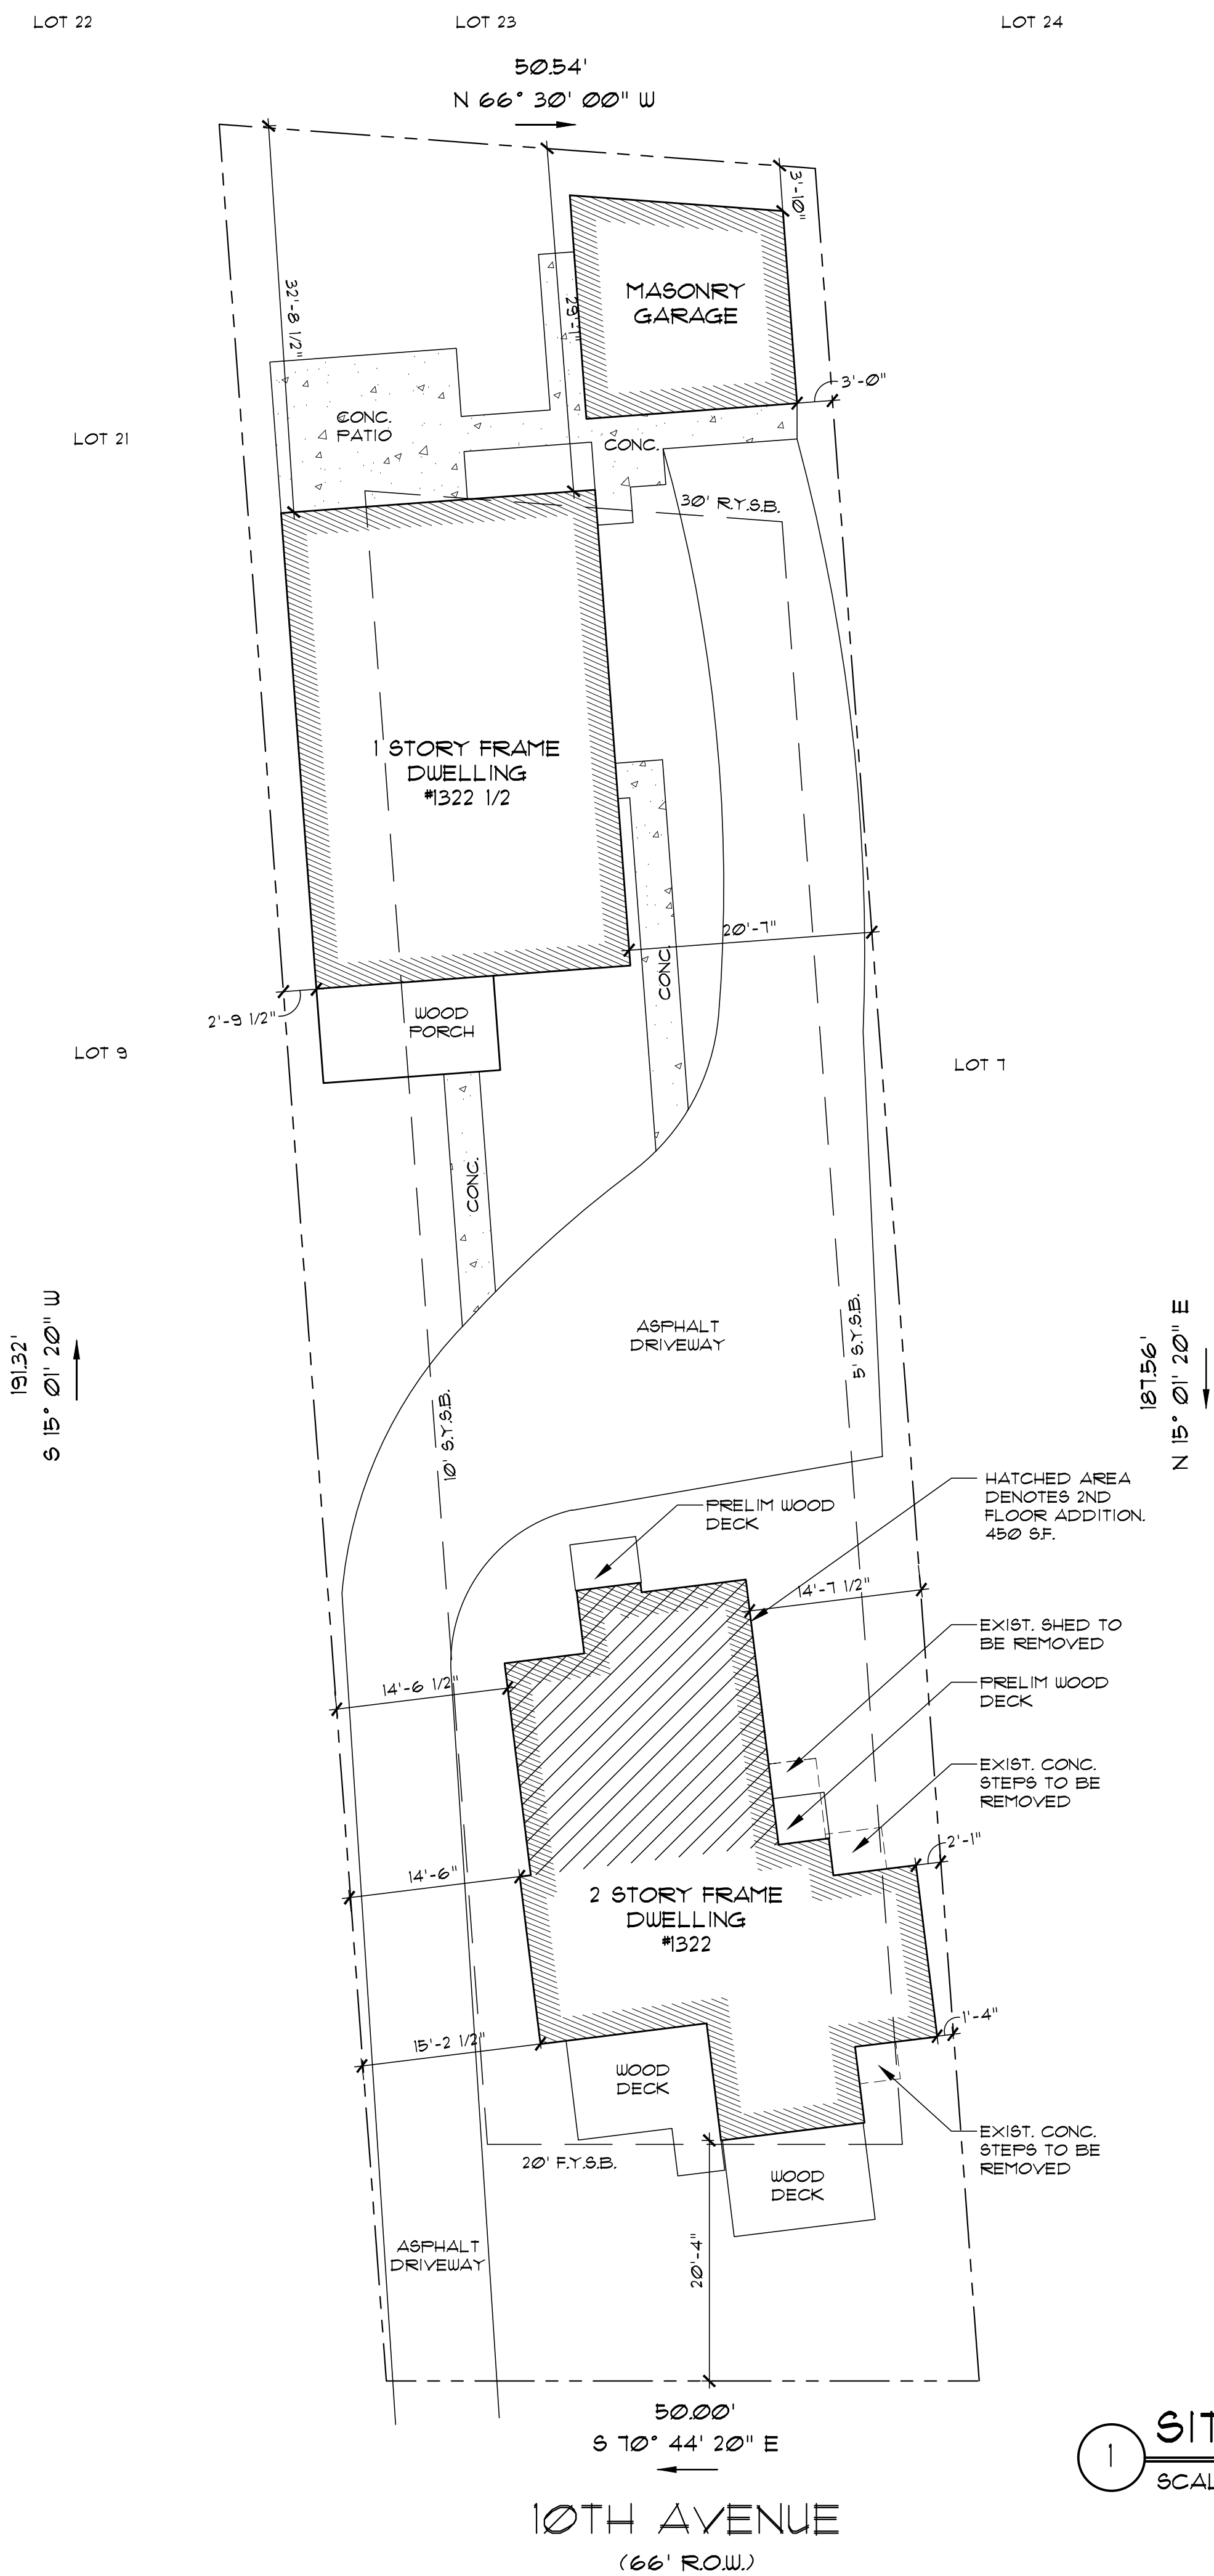 LOT 22
LOT 23
LOT 24
50.54'
N 66° 30' 00" W
3'-10"
MASONRY
GARAGE
32'-8 1/2"
29'-1"
3'-0"
CONC.
PATIO
CONC.
LOT 21
30' R.Y.S.B.
1 STORY FRAME
DWELLING
#1322 1/2
20'-7"
CONC.
2'-9 1/2"
WOOD
PORCH
LOT 9
LOT 7
CONC.
191.32'
S 15° 01' 20" W
187.56'
N 15° 01' 20" E
ASPHALT
DRIVEWAY
5' S.Y.S.B.
10' S.Y.S.B.
PRELIM WOOD
DECK
HATCHED AREA
DENOTES 2ND
FLOOR ADDITION.
450 S.F.
14'-7 1/2"
EXIST. SHED TO
BE REMOVED
14'-6 1/2"
PRELIM WOOD
DECK
EXIST. CONC.
STEPS TO BE
REMOVED
2'-1"
14'-6"
2 STORY FRAME
DWELLING
#1322
1'-4"
15'-2 1/2"
WOOD
DECK
EXIST. CONC.
STEPS TO BE
REMOVED
20' F.Y.S.B.
WOOD
DECK
20'-4"
ASPHALT
DRIVEWAY
50.00'
S 70° 44' 20" E
1
SIT
SCAL
10TH AVENUE
(66' R.O.W.)